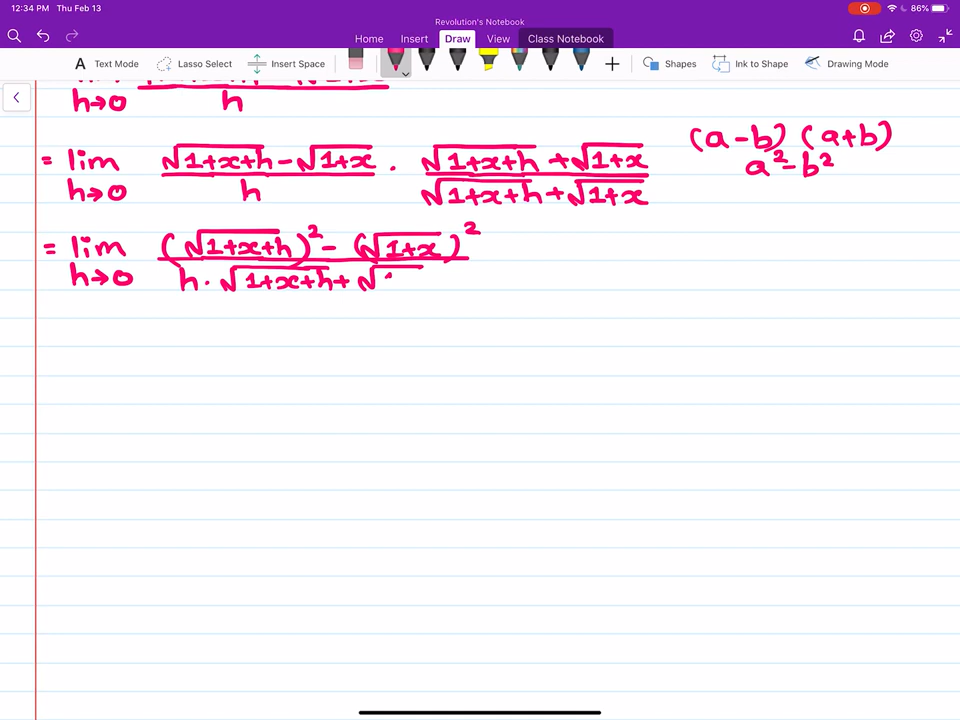 12:34 PM Thu Feb 13
86%
Revolution's Notebook
Home Insert Draw View Class Notebook
Text Mode Lasso Select Insert Space Shapes Ink to Shape Drawing Mode
h→0 h
(a-b) (a+b)
a²-b²
= lim √1+x+h - √1+x . √1+x+h + √1+x
h→0 h √1+x+h + √1+x
= lim (√1+x+h)² - (√1+x)²
h→0 h · √1+x+h + √